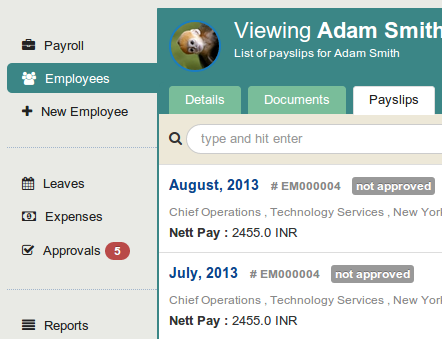 Payroll
Employees
New Employee
Leaves
Expenses
Approvals 5
Reports
Viewing Adam Smith
List of payslips for Adam Smith
Details Documents Payslips
type and hit enter
August, 2013 # EM000004 not approved
Chief Operations , Technology Services , New York
Nett Pay : 2455.0 INR
July, 2013 # EM000004 not approved
Chief Operations , Technology Services , New York
Nett Pay : 2455.0 INR